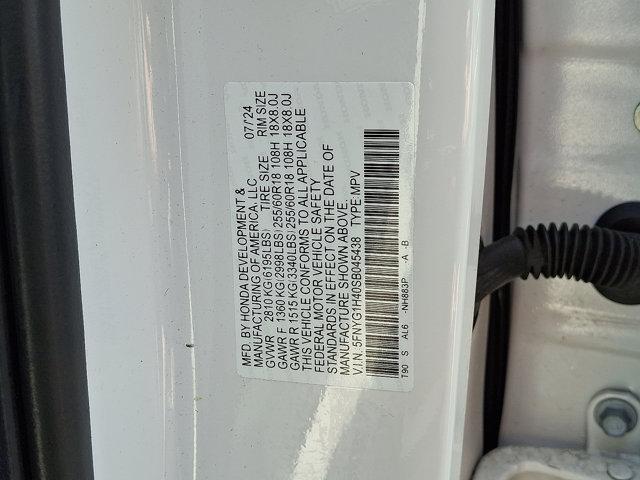 MFD. BY HONDA DEVELOPMENT & 07/'24
MANUFACTURING OF AMERICA, LLC
GVWR 2810 KG(6195LBS) TIRE SIZE RIM SIZE
GAWR F 1360 KG(2998LBS) 255/60R18 108H 18X8.0J
GAWR R 1515 KG(3340LBS) 255/60R18 108H 18X8.0J
THIS VEHICLE CONFORMS TO ALL APPLICABLE
FEDERAL MOTOR VEHICLE SAFETY
STANDARDS IN EFFECT ON THE DATE OF
MANUFACTURE SHOWN ABOVE.
V.I.N. 5FNYG1H40SB045438 TYPE:MPV
T90 S AL6 -NH883P A -B